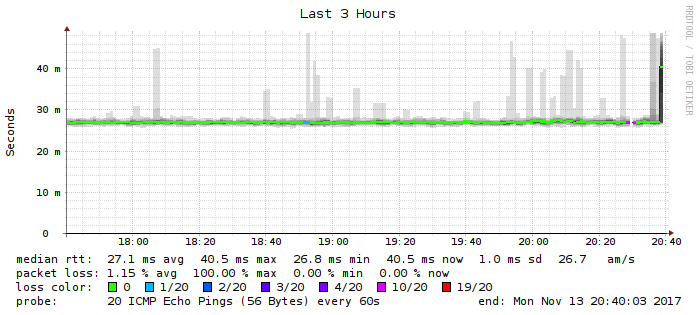 Last 3 Hours
RRDTOOL / TOBI OETIKER
Seconds
40 m
30 m
20 m
10 m
0
18:00 18:20 18:40 19:00 19:20 19:40 20:00 20:20 20:40
median rtt: 27.1 ms avg 40.5 ms max 26.8 ms min 40.5 ms now 1.0 ms sd 26.7 am/s
packet loss: 1.15 % avg 100.00 % max 0.00 % min 0.00 % now
loss color: 0 1/20 2/20 3/20 4/20 10/20 19/20
probe: 20 ICMP Echo Pings (56 Bytes) every 60s end: Mon Nov 13 20:40:03 2017